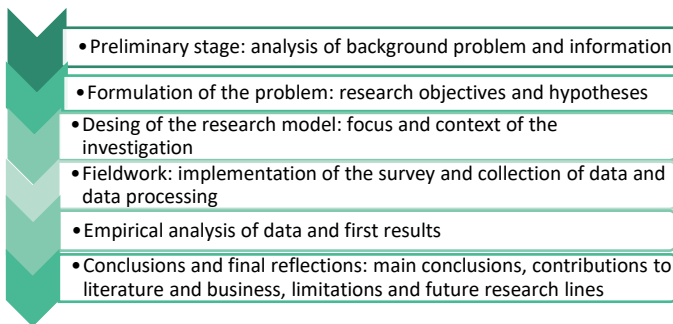 •Preliminary stage: analysis of background problem and information
•Formulation of the problem: research objectives and hypotheses
•Desing of the research model: focus and context of the
investigation
•Fieldwork: implementation of the survey and collection of data and
data processing
•Empirical analysis of data and first results
•Conclusions and final reflections: main conclusions, contributions to
literature and business, limitations and future research lines